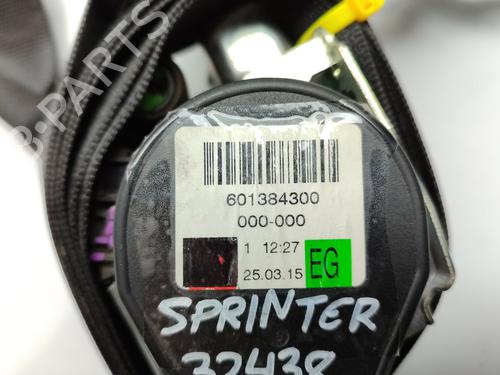 B-PARTS
601384300
000-000
1 12:27
25.03.15 EG
SPRINTER
32438